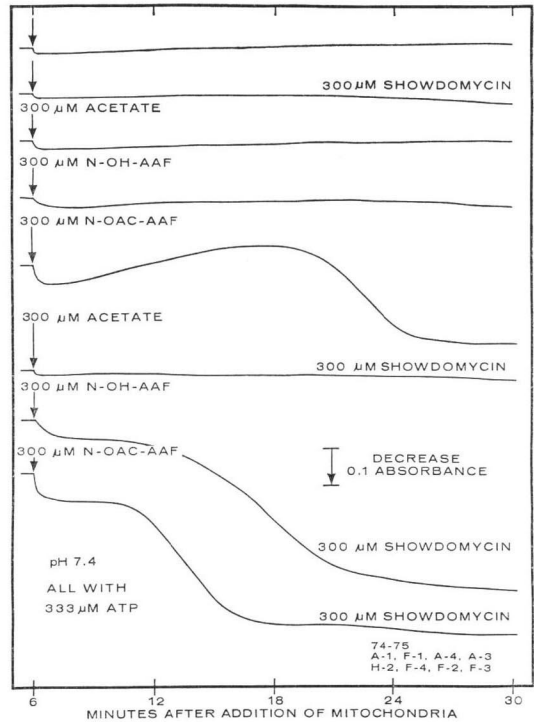 300 µM SHOWDOMYCIN
300 µM ACETATE
300 µM N-OH-AAF
300 µM N-OAC-AAF
300 µM ACETATE
300 µM SHOWDOMYCIN
300 µM N-OH-AAF
300 µM N-OAC-AAF
DECREASE
0.1 ABSORBANCE
300 µM SHOWDOMYCIN
pH 7.4
ALL WITH
333 µM ATP
300 µM SHOWDOMYCIN
74-75
A-1, F-1, A-4, A-3
H-2, F-4, F-2, F-3
6 12 18 24 30
MINUTES AFTER ADDITION OF MITOCHONDRIA